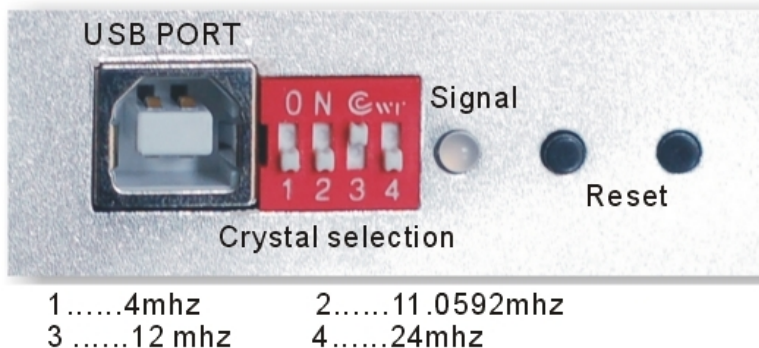 USB PORT
ON
Signal
1 2 3 4
Reset
Crystal selection
1......4mhz 2......11.0592mhz
3 ......12 mhz 4......24mhz